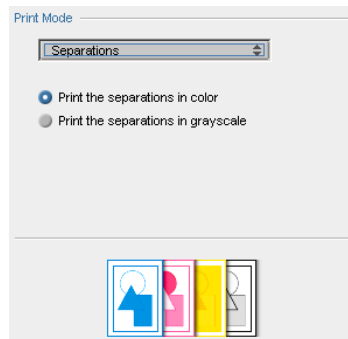 Print Mode
Separations
Print the separations in color
Print the separations in grayscale